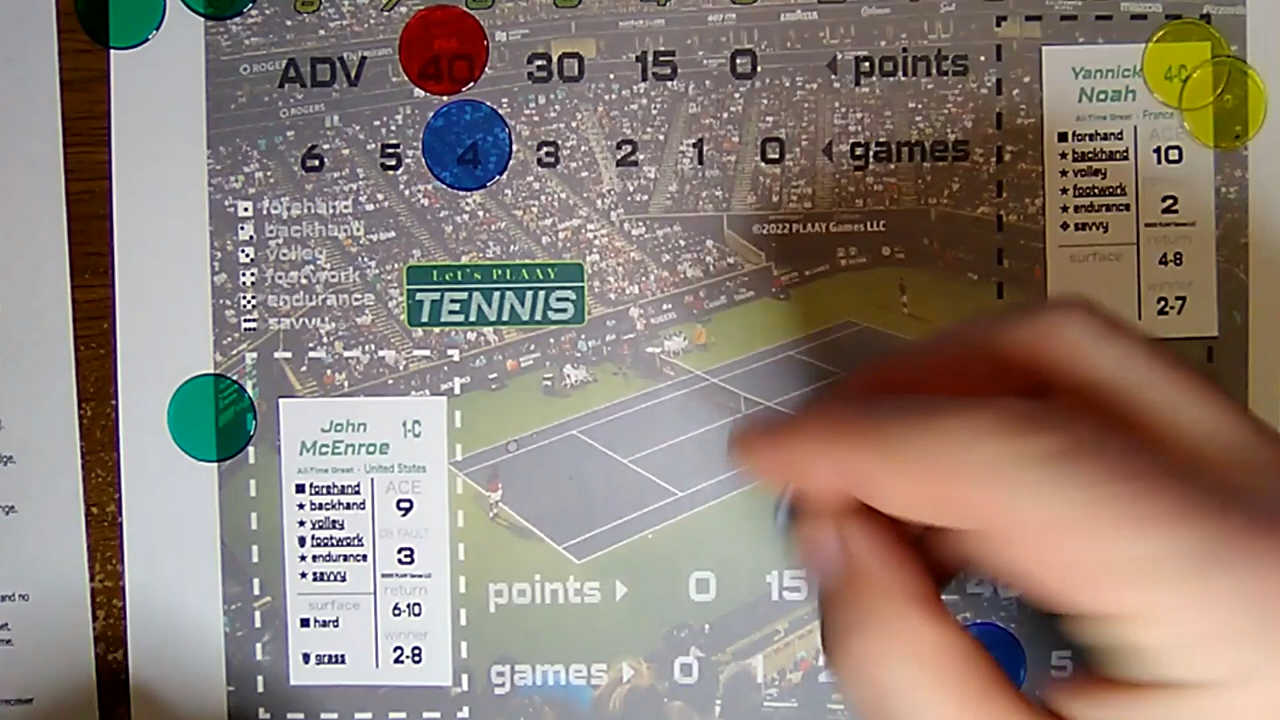 ADV 40 30 15 0 points
6 5 4 3 2 1 0 games
ROGERS
©2022 PLAAY Games LLC
forehand
backhand
volley
footwork
endurance
savvy
Let's PLAAY
TENNIS
Yannick 4-C
Noah
All-Time Great · France
forehand
backhand 10
volley
footwork 2
endurance
savvy
return
surface 4-8
winner
2-7
John 1-C
McEnroe
All-Time Great · United States
forehand ACE
backhand 9
volley
footwork
endurance 3
savvy
return
surface 6-10
hard
winner
grass 2-8
points 0 15 40
games 0 1 5
and no